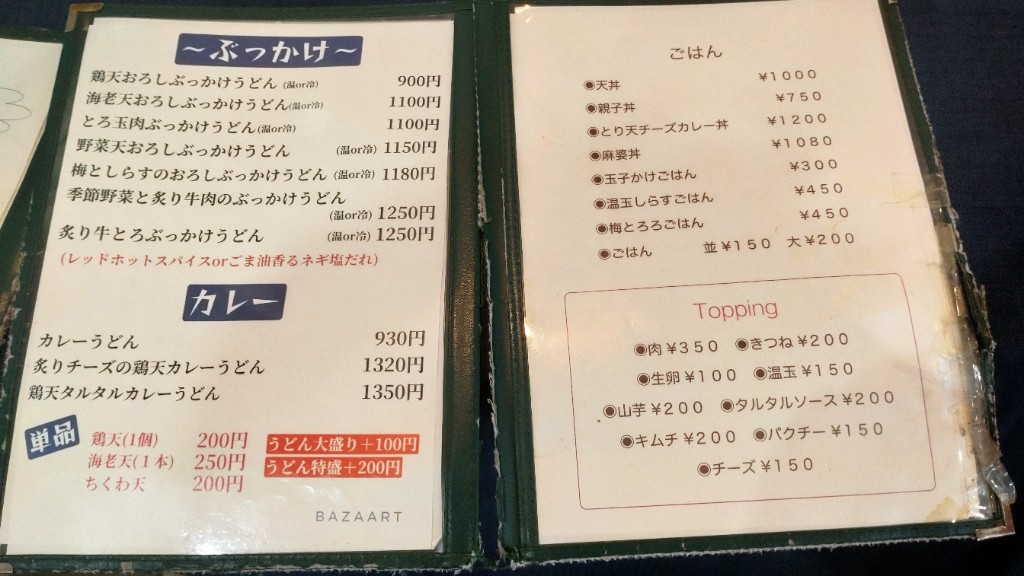 ～ぶっかけ～
鶏天おろしぶっかけうどん (温or冷) 900円
海老天おろしぶっかけうどん(温or冷) 1100円
とろ玉肉ぶっかけうどん(温or冷) 1100円
野菜天おろしぶっかけうどん (温or冷) 1150円
梅としらすのおろしぶっかけうどん (温or冷) 1180円
季節野菜と炙り牛肉のぶっかけうどん
(温or冷) 1250円
炙り牛とろぶっかけうどん (温or冷) 1250円
(レッドホットスパイスorごま油香るネギ塩だれ)
カレー
カレーうどん 930円
炙りチーズの鶏天カレーうどん 1320円
鶏天タルタルカレーうどん 1350円
単品
鶏天(1個) 200円
海老天(１本) 250円
ちくわ天 200円
うどん大盛り＋100円
うどん特盛＋200円
BAZAART
ごはん
◉天丼 ¥1000
◉親子丼 ¥750
◉とり天チーズカレー丼 ¥1200
◉麻婆丼 ¥1080
◉玉子かけごはん ¥300
◉温玉しらすごはん ¥450
◉梅とろろごはん ¥450
◉ごはん 並¥150 大¥200
Topping
◉肉¥350 ◉きつね¥200
◉生卵¥100 ◉温玉¥150
◉山芋¥200 ◉タルタルソース¥200
◉キムチ¥200 ◉パクチー¥150
◉チーズ¥150